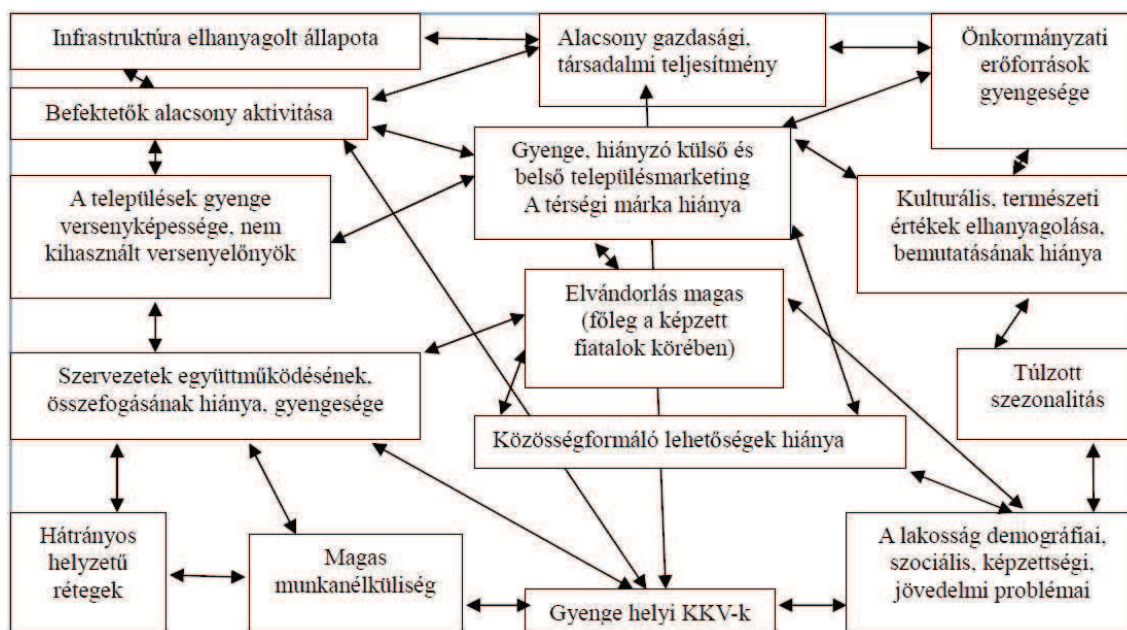 Infrastruktúra elhanyagolt állapota
Alacsony gazdasági,
társadalmi teljesítmény
Önkormányzati
erőforrások
gyengesége
Befektetők alacsony aktivitása
Gyenge, hiányzó külső és
belső településmarketing
A térségi márka hiánya
A települések gyenge
versenyképessége, nem
kihasznált versenyelőnyök
Kulturális, természeti
értékek elhanyagolása,
bemutatásának hiánya
Elvándorlás magas
(főleg a képzett
fiatalok körében)
Szervezetek együttműködésének,
összefogásának hiánya, gyengesége
Túlzott
szezonalitás
Közösségformáló lehetőségek hiánya
Hátrányos
helyzetű
rétegek
Magas
munkanélküliség
Gyenge helyi KKV-k
A lakosság demográfiai,
szociális, képzettségi,
jövedelmi problémai